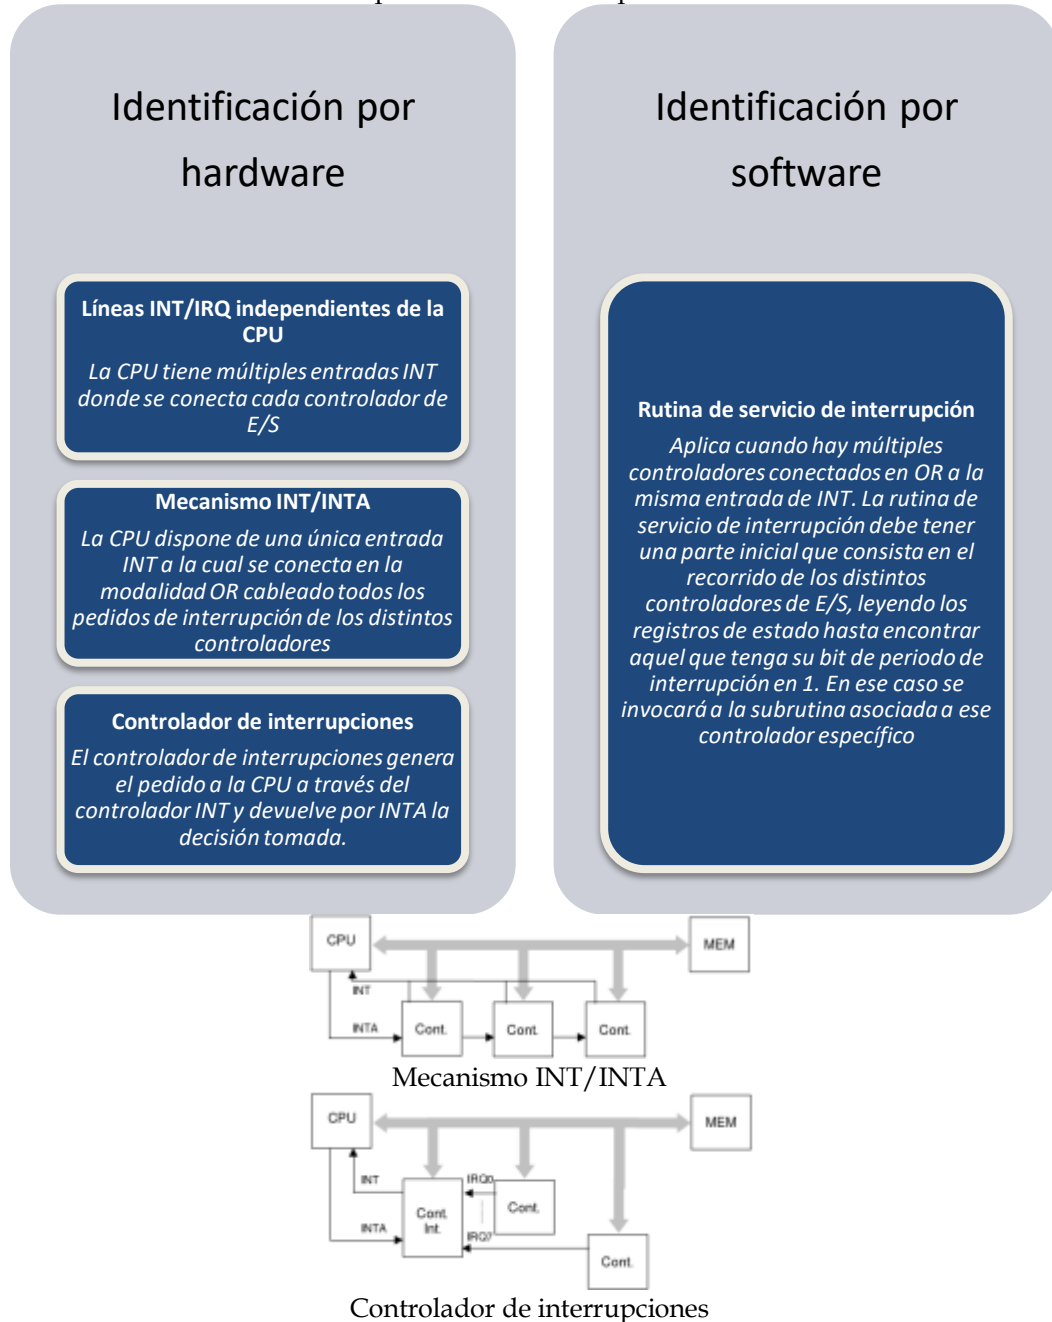 Identificación por
hardware
Líneas INT/IRQ independientes de la
CPU
La CPU tiene múltiples entradas INT
donde se conecta cada controlador de
E/S
Mecanismo INT/INTA
La CPU dispone de una única entrada
INT a la cual se conecta en la
modalidad OR cableado todos los
pedidos de interrupción de los distintos
controladores
Controlador de interrupciones
El controlador de interrupciones genera
el pedido a la CPU a través del
controlador INT y devuelve por INTA la
decisión tomada.
Identificación por
software
Rutina de servicio de interrupción
Aplica cuando hay múltiples
controladores conectados en OR a la
misma entrada de INT. La rutina de
servicio de interrupción debe tener
una parte inicial que consista en el
recorrido de los distintos
controladores de E/S, leyendo los
registros de estado hasta encontrar
aquel que tenga su bit de periodo de
interrupción en 1. En ese caso se
invocará a la subrutina asociada a ese
controlador específico
CPU
MEM
INT
INTA
Cont.
Cont.
Cont.
Mecanismo INT/INTA
CPU
MEM
INT
IRQ0
Cont.
Cont.
Int.
INTA
IRQ7
Cont.
Controlador de interrupciones